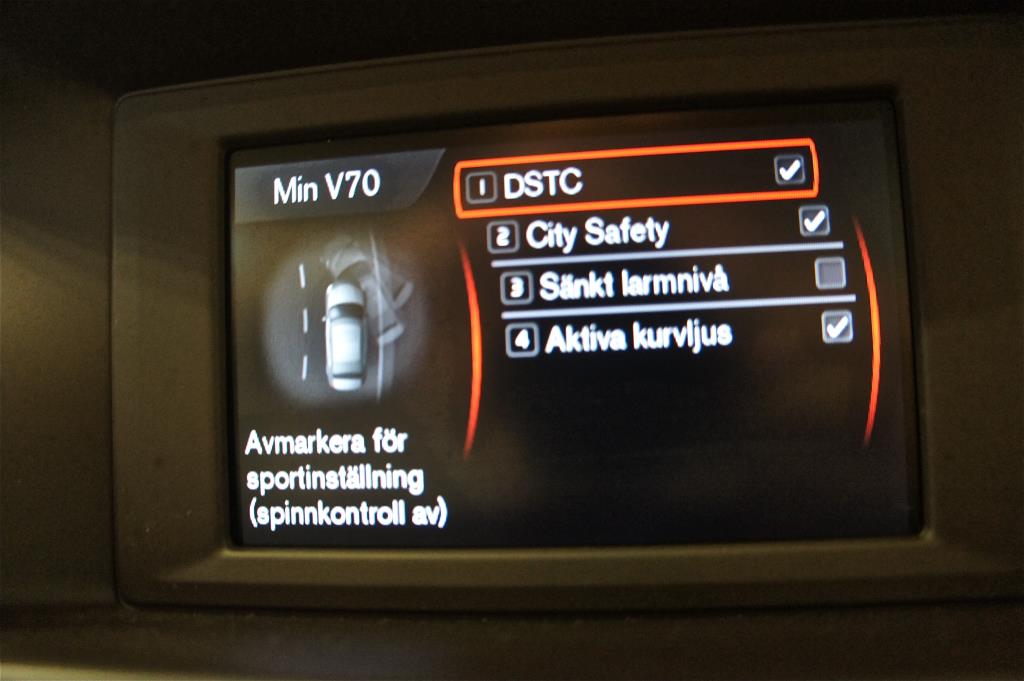 Min V70
1 DSTC
2 City Safety
3 Sänkt larmnivå
4 Aktiva kurvljus
Avmarkera för
sportinställning
(spinnkontroll av)